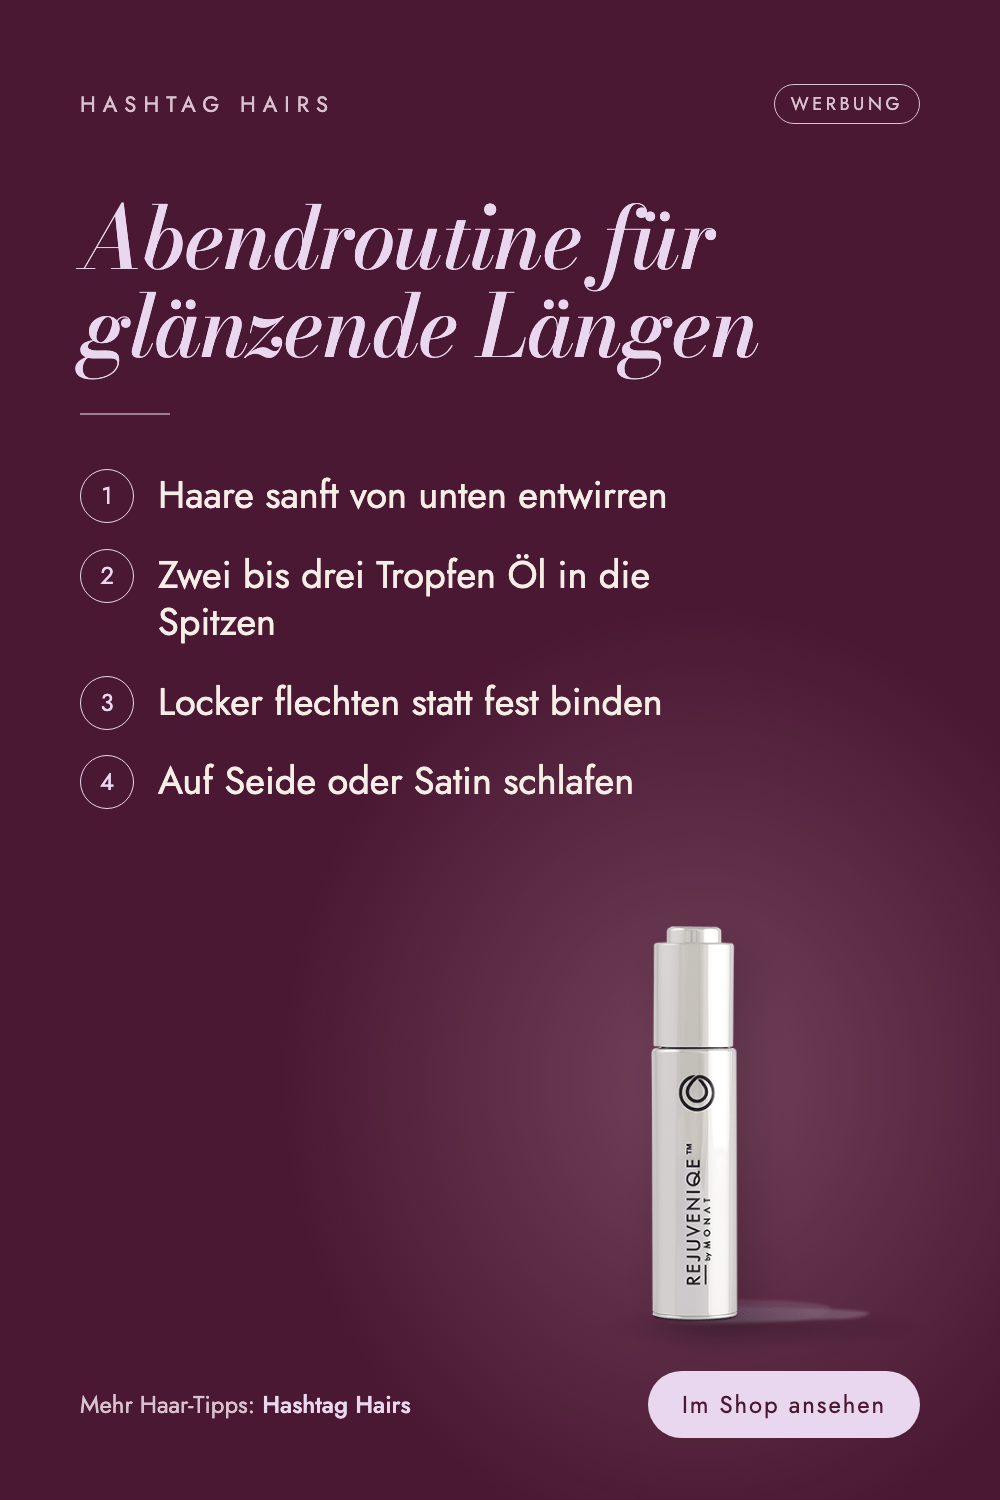 HASHTAG HAIRS
WERBUNG
Abendroutine für
glänzende Längen
1 Haare sanft von unten entwirren
2 Zwei bis drei Tropfen Öl in die
Spitzen
3 Locker flechten statt fest binden
4 Auf Seide oder Satin schlafen
REJUVENIQE™
by MONAT
Mehr Haar-Tipps: Hashtag Hairs
Im Shop ansehen